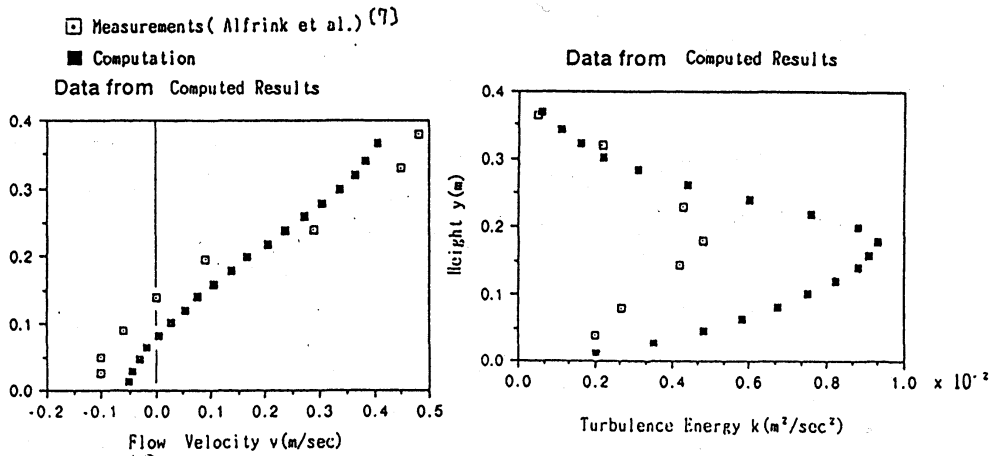 Measurements( Alfrink et al.) (7)
Computation
Data from Computed Results
0.4
0.3
0.2
0.1
0.0
-0.2 -0.1 0.0 0.1 0.2 0.3 0.4 0.5
Flow Velocity v(m/sec)
Data from Computed Results
Height y(m)
0.4
0.3
0.2
0.1
0.0
0.0 0.2 0.4 0.6 0.8 1.0 x 10-2
Turbulence Energy k(m²/sec²)